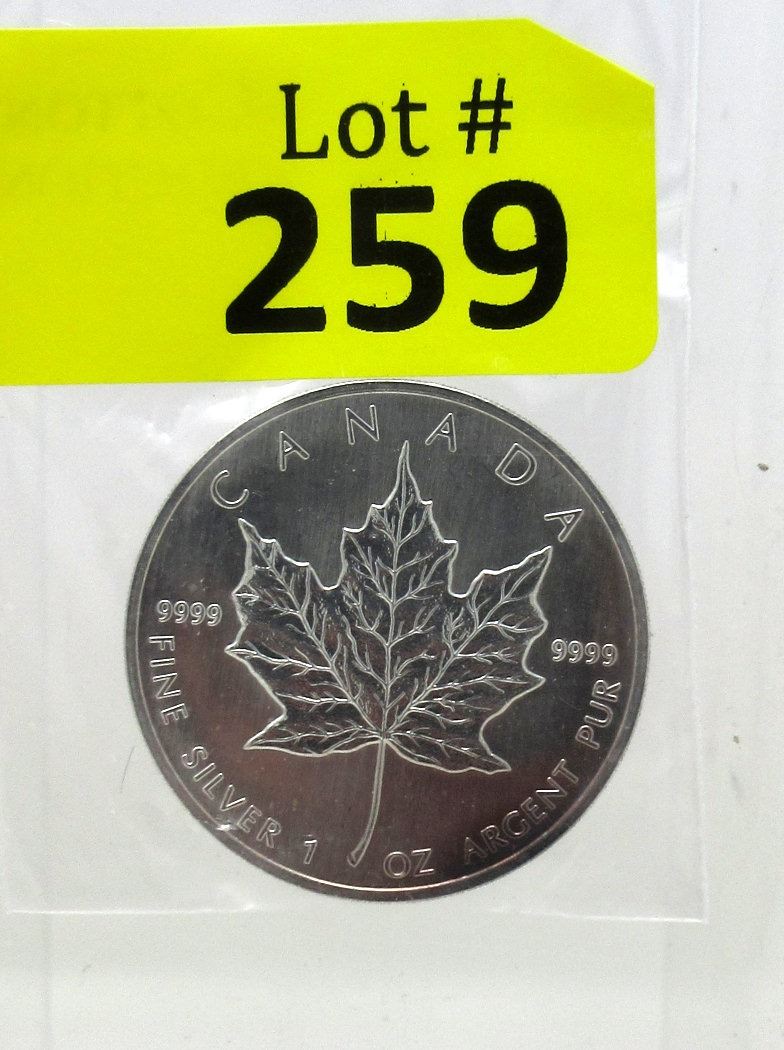 Lot #
259
CANADA
9999
9999
FINE SILVER 1 OZ ARGENT PUR